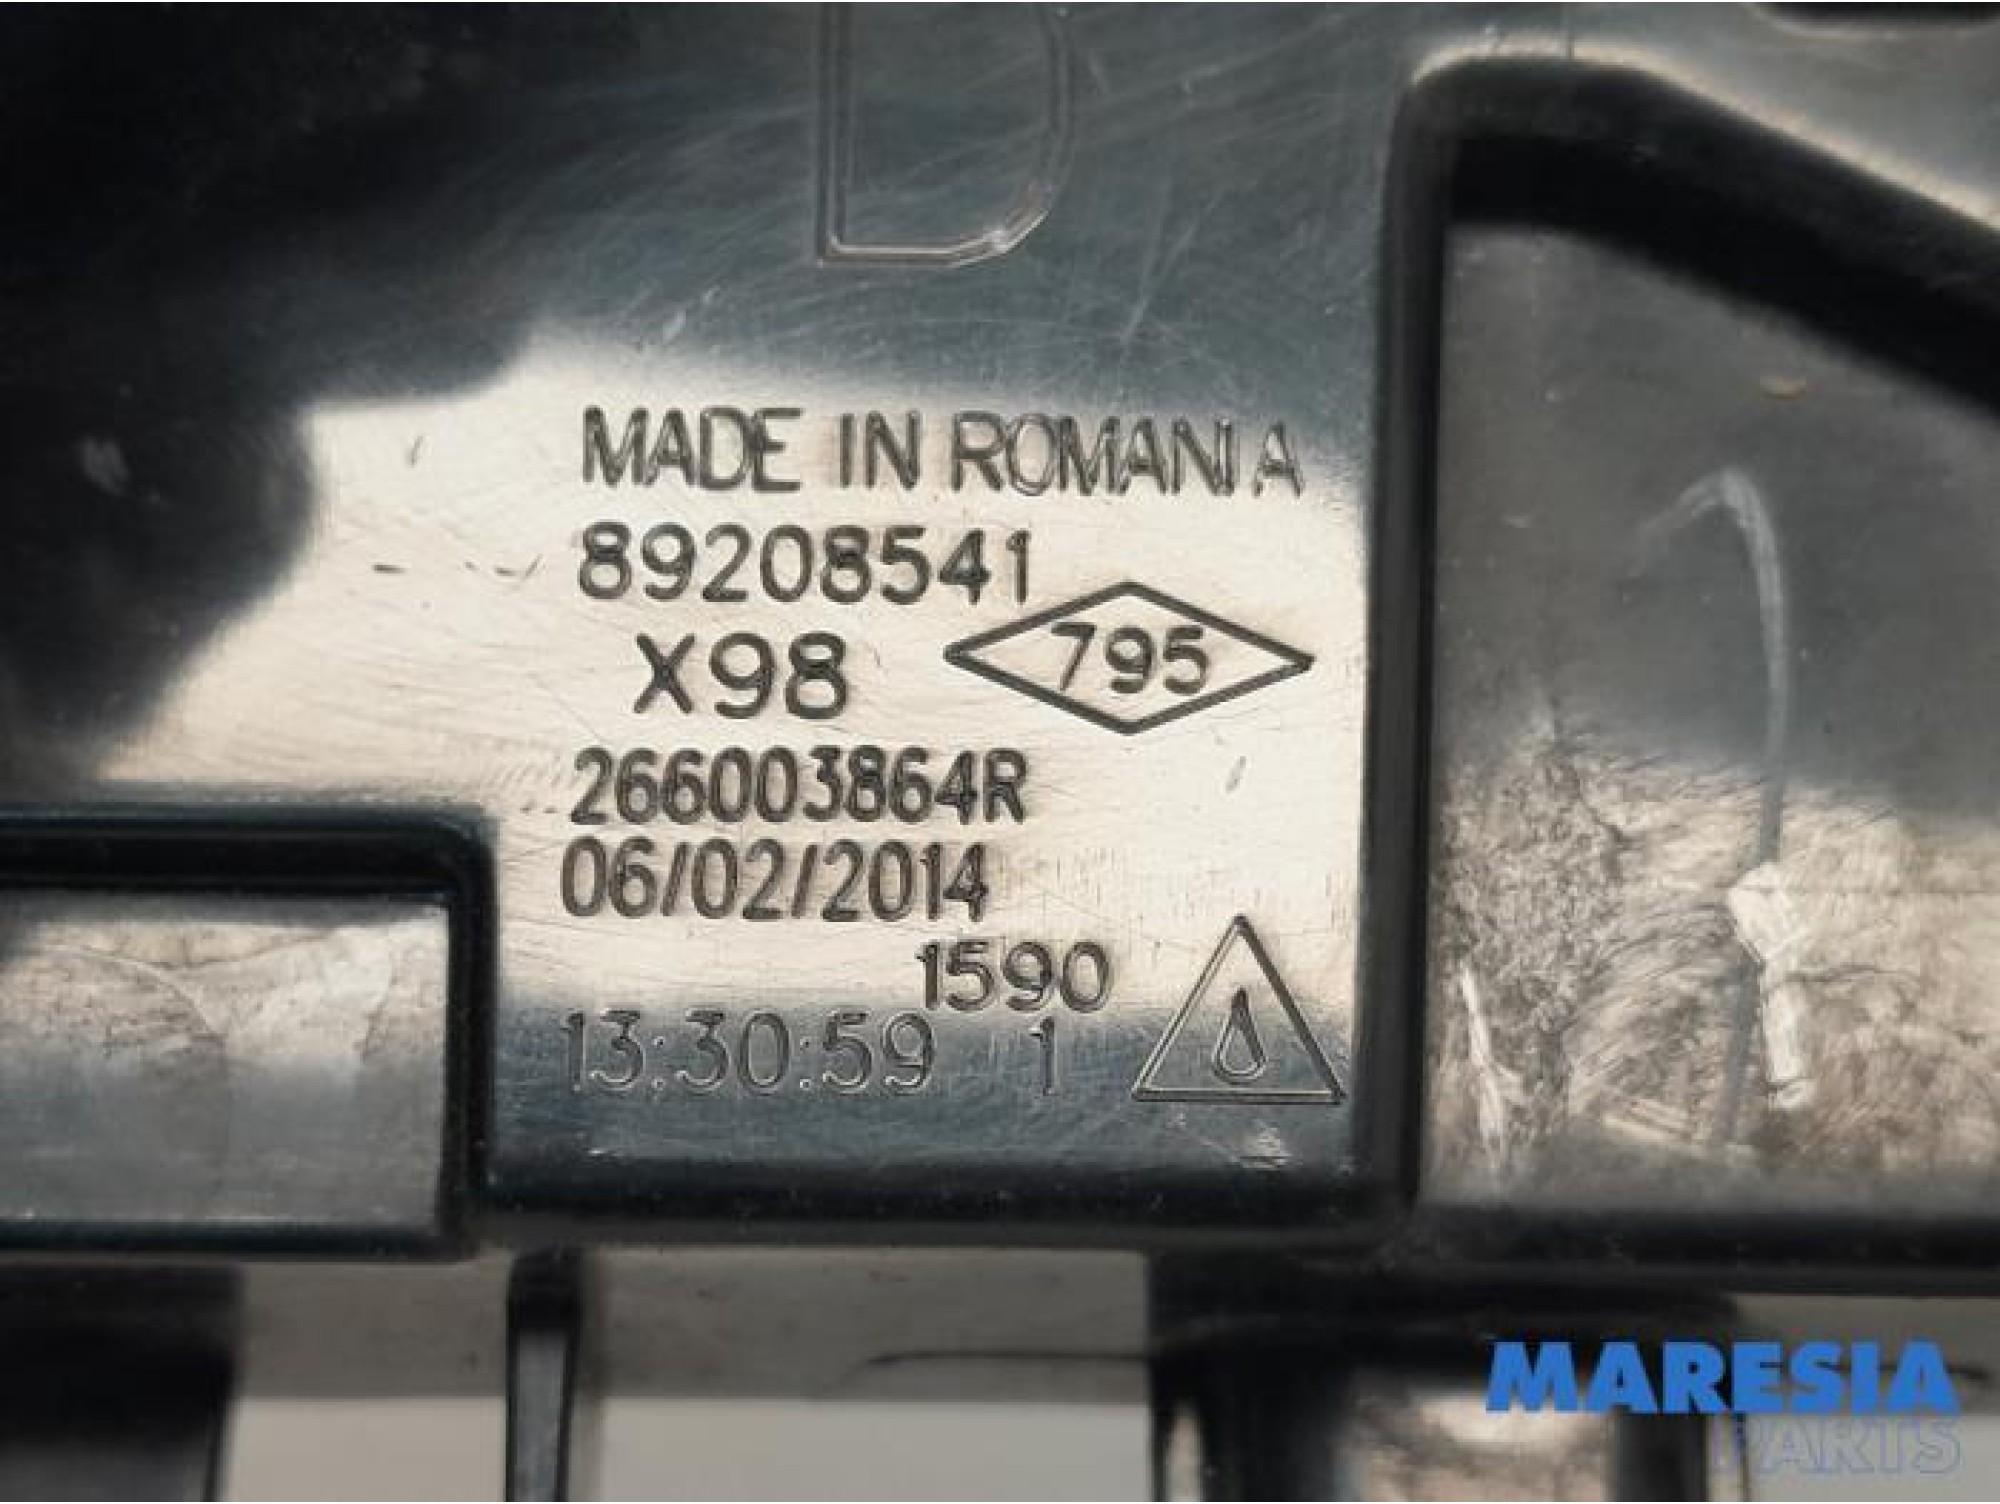 D
MADE IN ROMANIA
89208541
X98 795
266003864R
06/02/2014
1590
13:30:59 1
MARESIA
PARTS